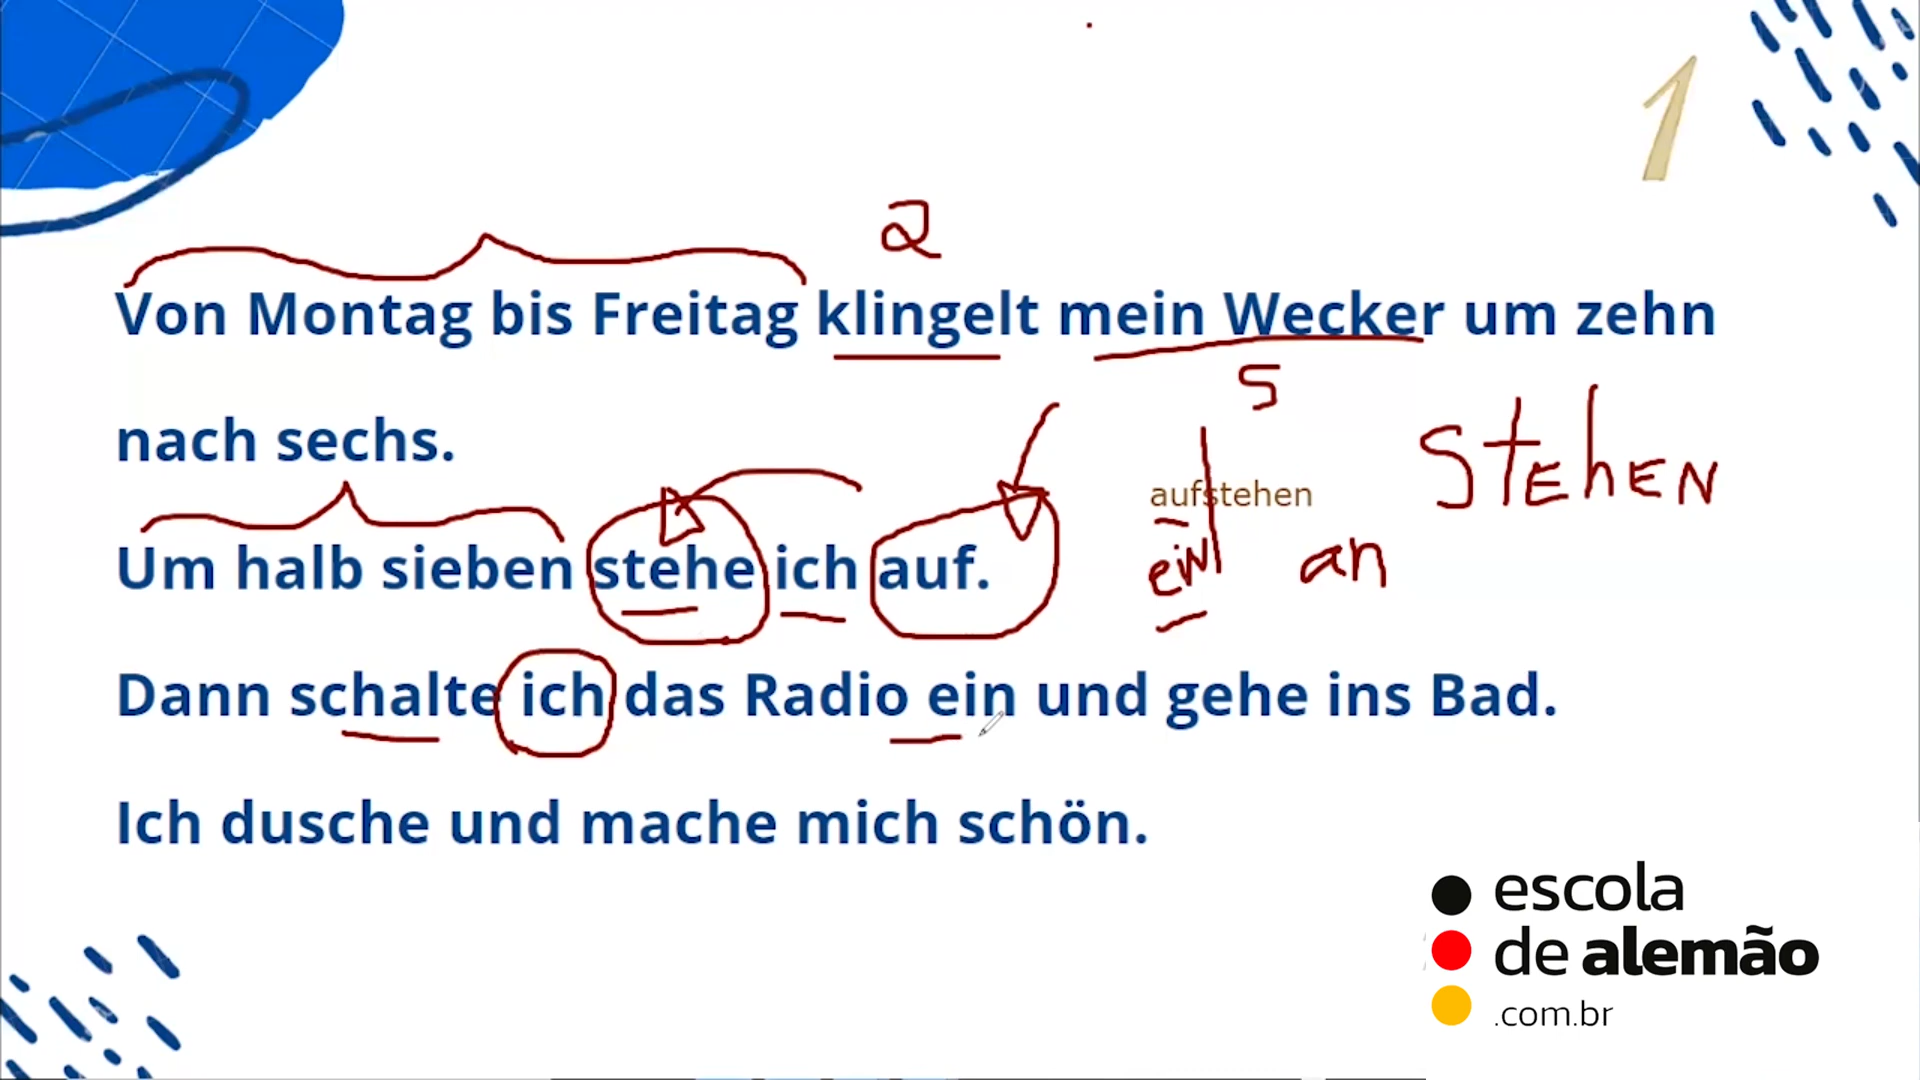 1
2
Von Montag bis Freitag klingelt mein Wecker um zehn
S
nach sechs.
aufstehen
STEhEN
ein
an
Um halb sieben stehe ich auf.
Dann schalte ich das Radio ein und gehe ins Bad.
Ich dusche und mache mich schön.
escola
de alemão
.com.br